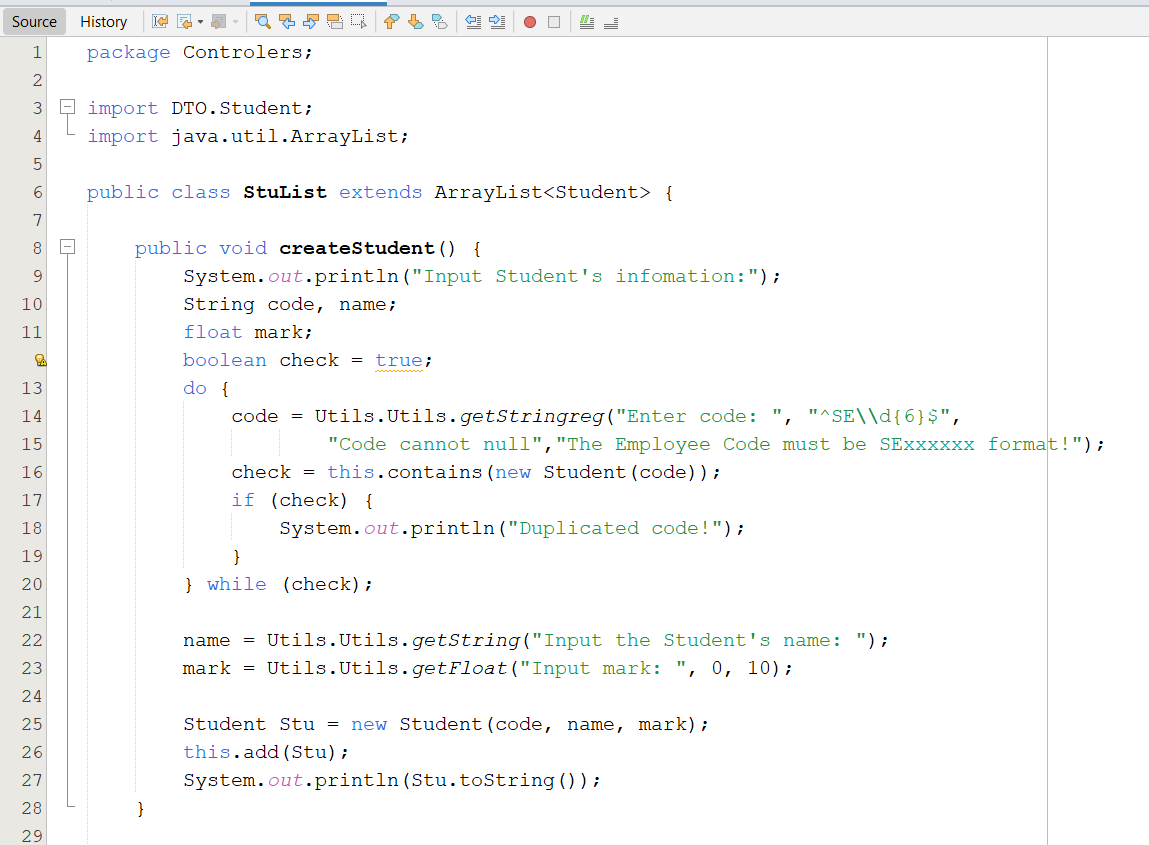 Source History
1 package Controlers;
2
3 import DTO.Student;
4 import java.util.ArrayList;
5
6 public class StuList extends ArrayList<Student> {
7
8 public void createStudent() {
9 System.out.println("Input Student's infomation:");
10 String code, name;
11 float mark;
boolean check = true;
13 do {
14 code = Utils.Utils.getStringreg("Enter code: ", "^SE\\d{6}$",
15 "Code cannot null","The Employee Code must be SExxxxxx format!");
16 check = this.contains(new Student(code));
17 if (check) {
18 System.out.println("Duplicated code!");
19 }
20 } while (check);
21
22 name = Utils.Utils.getString("Input the Student's name: ");
23 mark = Utils.Utils.getFloat("Input mark: ", 0, 10);
24
25 Student Stu = new Student(code, name, mark);
26 this.add(Stu);
27 System.out.println(Stu.toString());
28 }
29